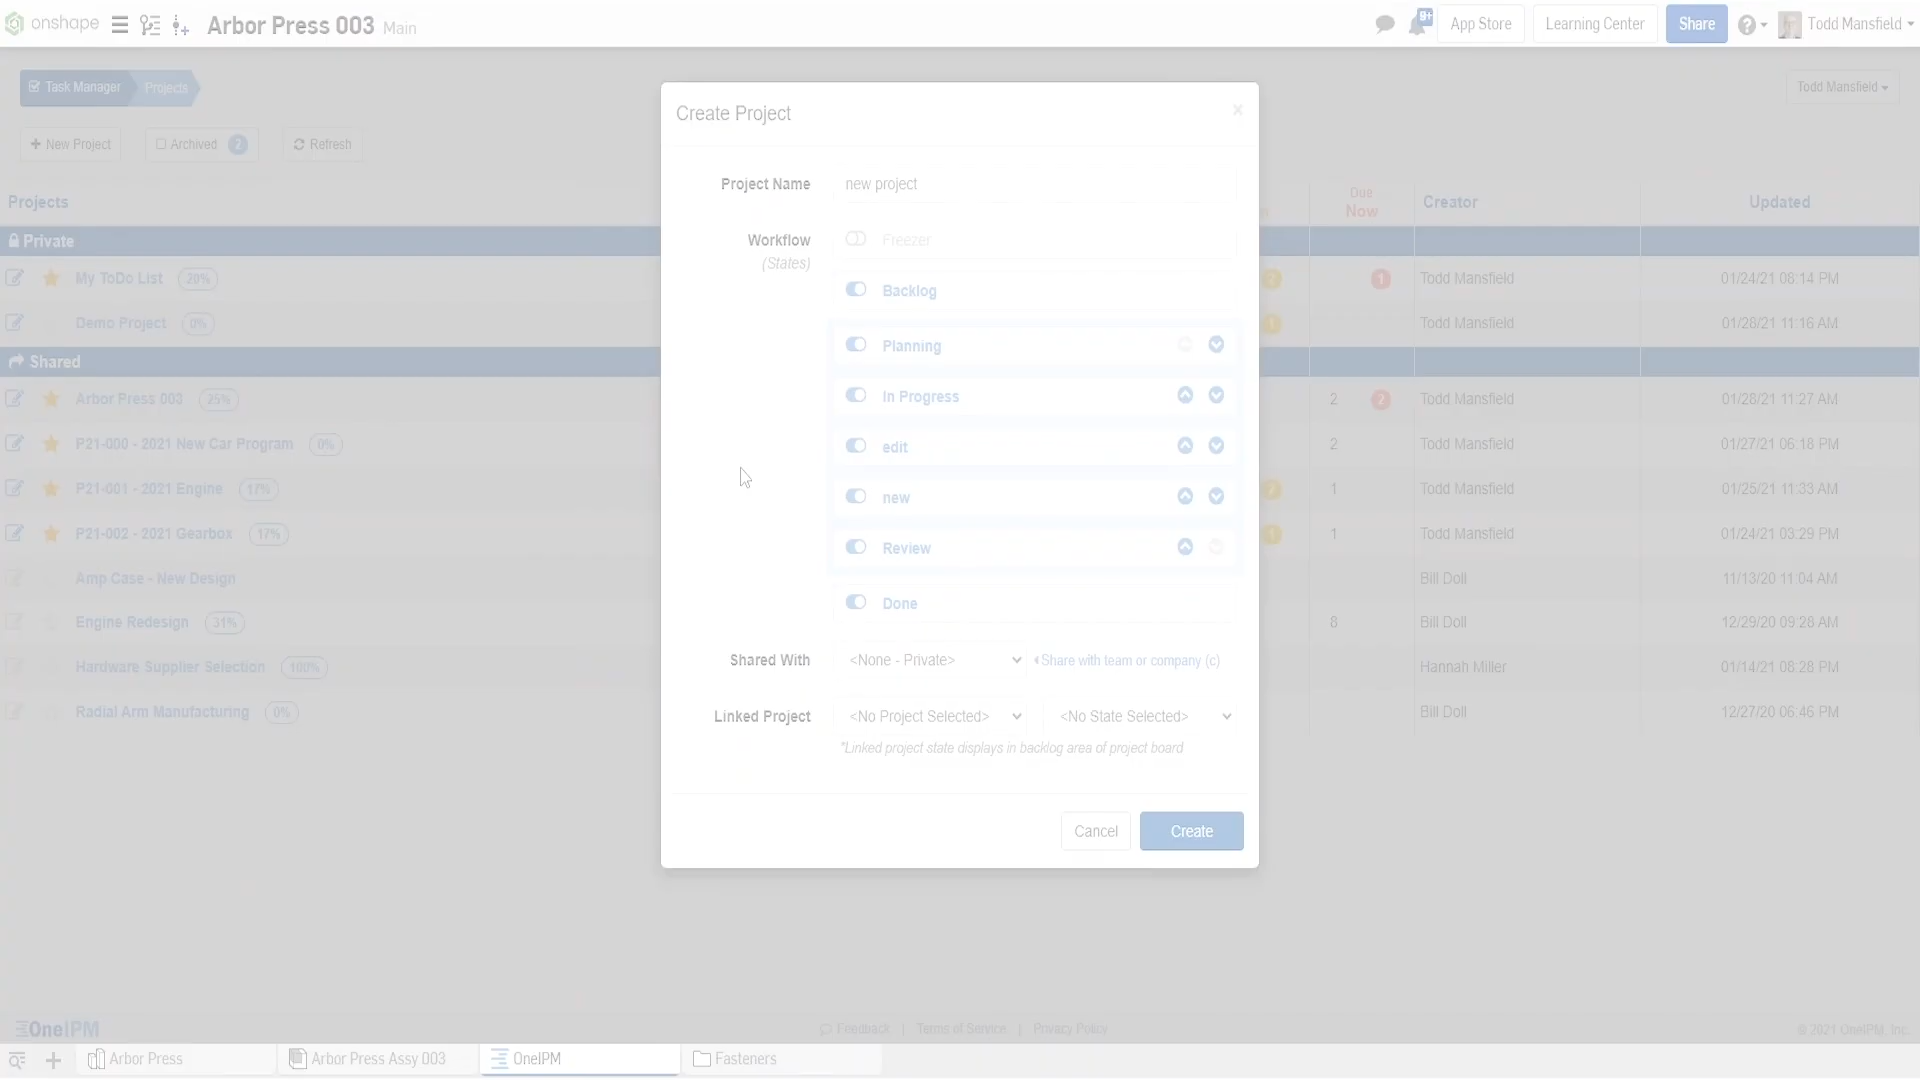 onshape Arbor Press 003 Main 9+ App Store Learning Center Share Todd Mansfield
Task Manager Projects Todd Mansfield
New Project Archived 2 Refresh
Projects Due Now Creator Updated
Private
My ToDo List 20% 2 1 Todd Mansfield 01/24/21 08:14 PM
Demo Project 0% 1 Todd Mansfield 01/28/21 11:16 AM
Shared
Arbor Press 003 25% 2 2 Todd Mansfield 01/28/21 11:27 AM
P21-000 - 2021 New Car Program 0% 2 Todd Mansfield 01/27/21 06:18 PM
P21-001 - 2021 Engine 17% 1 Todd Mansfield 01/25/21 11:33 AM
P21-002 - 2021 Gearbox 17% 1 1 Todd Mansfield 01/24/21 03:29 PM
Amp Case - New Design Bill Doll 11/13/20 11:04 AM
Engine Redesign 31% 8 Bill Doll 12/29/20 09:28 AM
Hardware Supplier Selection 100% Hannah Miller 01/14/21 08:28 PM
Radial Arm Manufacturing 0% Bill Doll 12/27/20 06:46 PM
Create Project ×
Project Name new project
Workflow Freezer
(States)
Backlog
Planning
In Progress
edit
new
Review
Done
Shared With <None - Private> Share with team or company (c)
Linked Project <No Project Selected> <No State Selected>
*Linked project state displays in backlog area of project board
Cancel Create
OneIPM Feedback | Terms of Service | Privacy Policy © 2021 OneIPM, Inc.
Arbor Press Arbor Press Assy 003 OneIPM Fasteners